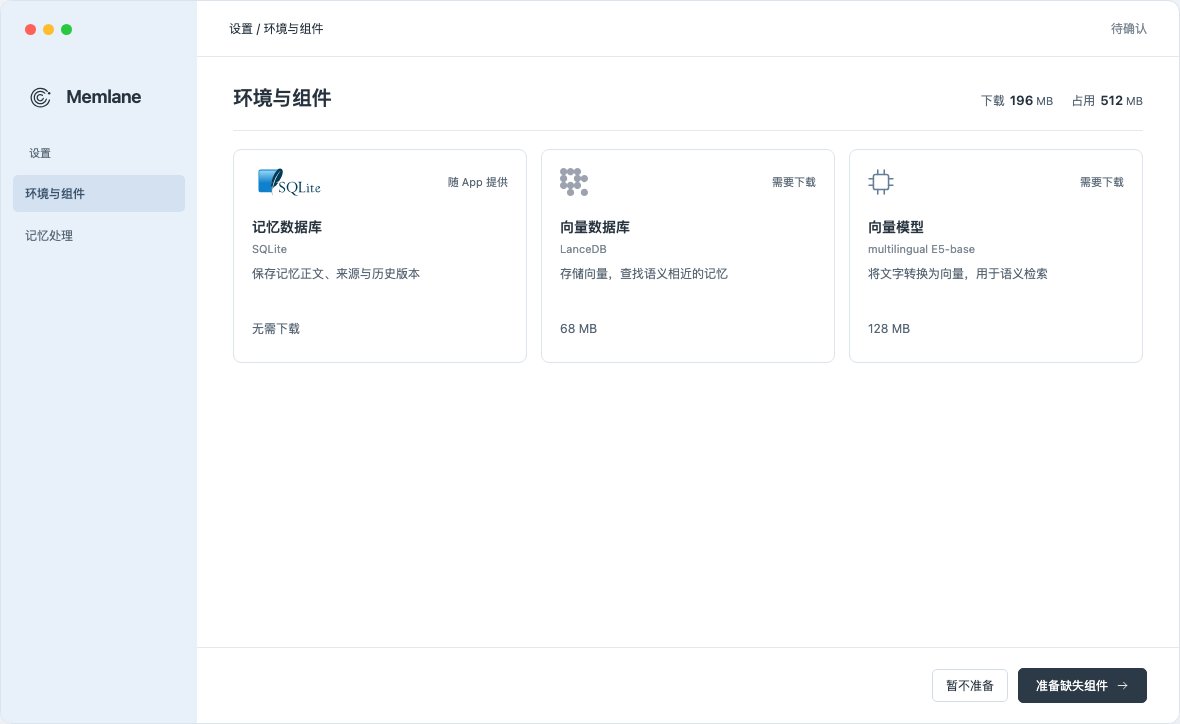 设置 / 环境与组件
待确认
Memlane
设置
环境与组件
记忆处理
环境与组件
下载 196 MB 占用 512 MB
SQLite
随 App 提供
记忆数据库
SQLite
保存记忆正文、来源与历史版本
无需下载
需要下载
向量数据库
LanceDB
存储向量，查找语义相近的记忆
68 MB
需要下载
向量模型
multilingual E5-base
将文字转换为向量，用于语义检索
128 MB
暂不准备
准备缺失组件 →